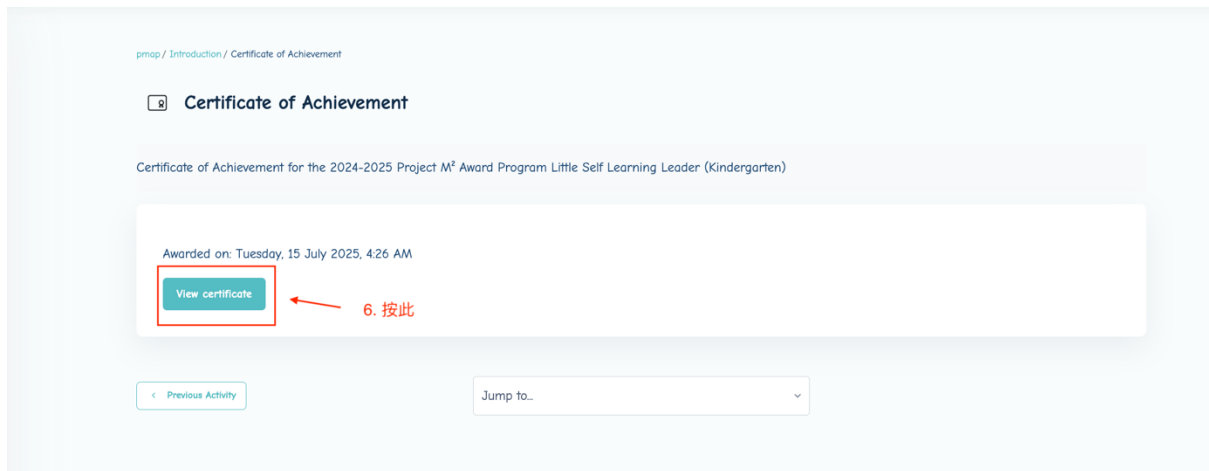 pmap / Introduction / Certificate of Achievement
Certificate of Achievement
Certificate of Achievement for the 2024-2025 Project M² Award Program Little Self Learning Leader (Kindergarten)
Awarded on: Tuesday, 15 July 2025, 4:26 AM
View certificate
6. 按此
< Previous Activity
Jump to...